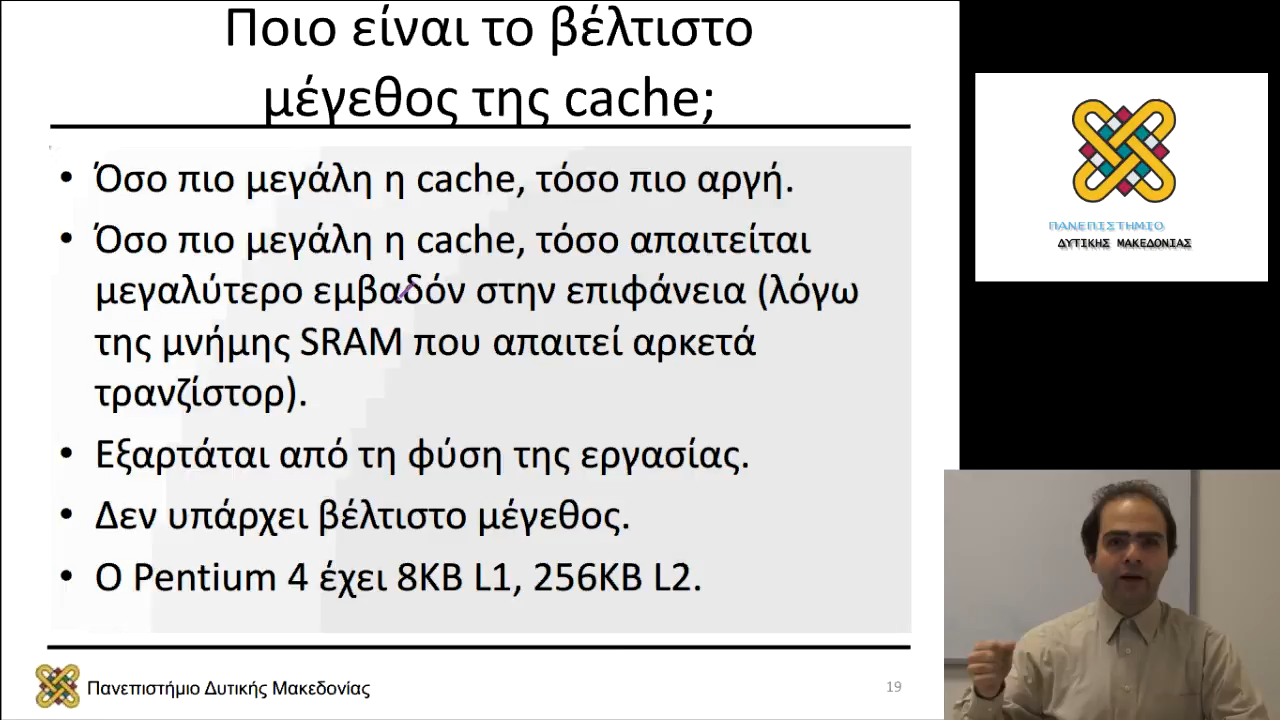 Ποιο είναι το βέλτιστο
μέγεθος της cache;
• Όσο πιο μεγάλη η cache, τόσο πιο αργή.
• Όσο πιο μεγάλη η cache, τόσο απαιτείται
μεγαλύτερο εμβαδόν στην επιφάνεια (λόγω
της μνήμης SRAM που απαιτεί αρκετά
τρανζίστορ).
• Εξαρτάται από τη φύση της εργασίας.
• Δεν υπάρχει βέλτιστο μέγεθος.
• Ο Pentium 4 έχει 8KB L1, 256KB L2.
Πανεπιστήμιο Δυτικής Μακεδονίας
19
ΠΑΝΕΠΙΣΤΗΜΙΟ
ΔΥΤΙΚΗΣ ΜΑΚΕΔΟΝΙΑΣ